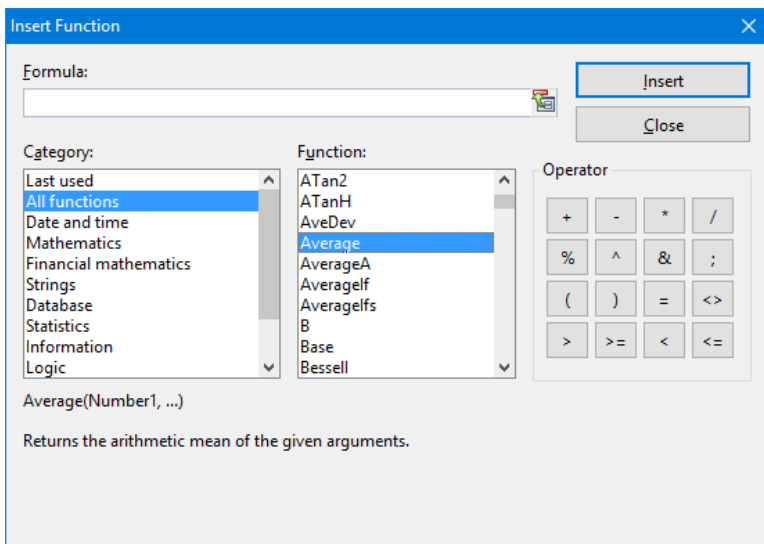 Insert Function
Formula:
Insert
Close
Category:
Last used
All functions
Date and time
Mathematics
Financial mathematics
Strings
Database
Statistics
Information
Logic
Function:
ATan2
ATanH
AveDev
Average
AverageA
AverageIf
AverageIfs
B
Base
BesselI
Operator
+ - * /
% ^ & ;
( ) = <>
> >= < <=
Average(Number1, ...)
Returns the arithmetic mean of the given arguments.